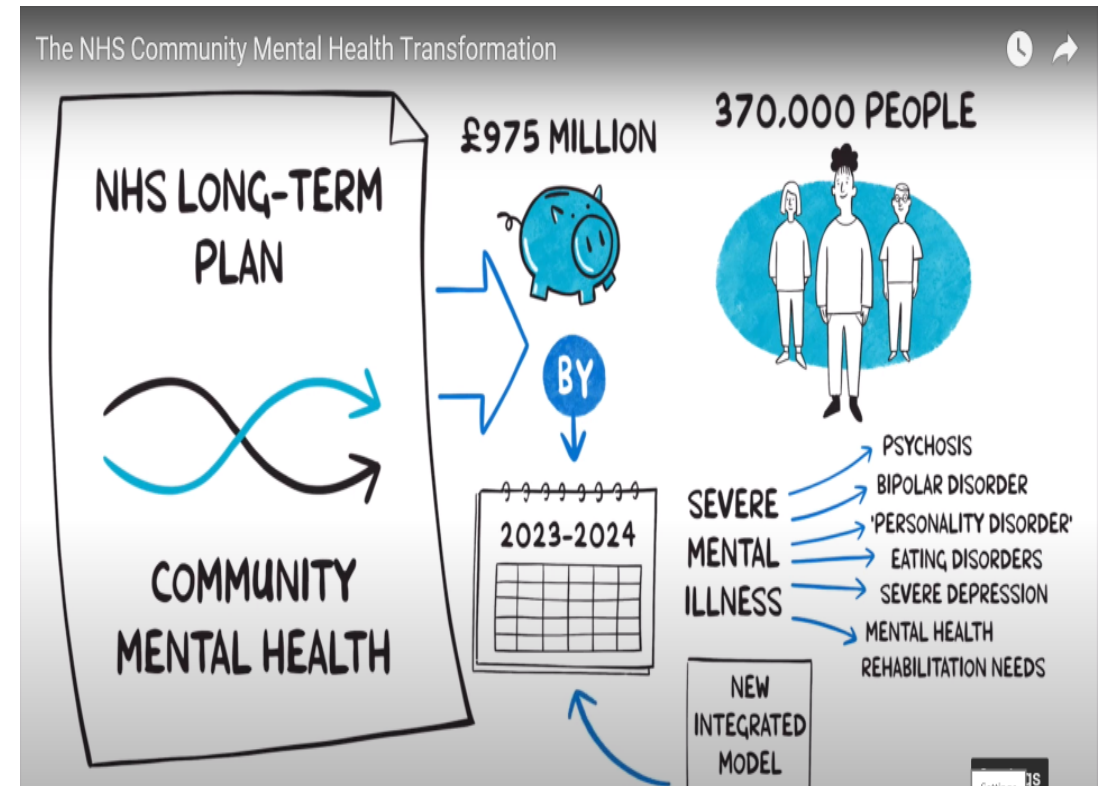 The NHS Community Mental Health Transformation
NHS LONG-TERM
PLAN
COMMUNITY
MENTAL HEALTH
£975 MILLION
BY
2023-2024
370,000 PEOPLE
SEVERE
MENTAL
ILLNESS
PSYCHOSIS
BIPOLAR DISORDER
'PERSONALITY DISORDER'
EATING DISORDERS
SEVERE DEPRESSION
MENTAL HEALTH
REHABILITATION NEEDS
NEW
INTEGRATED
MODEL